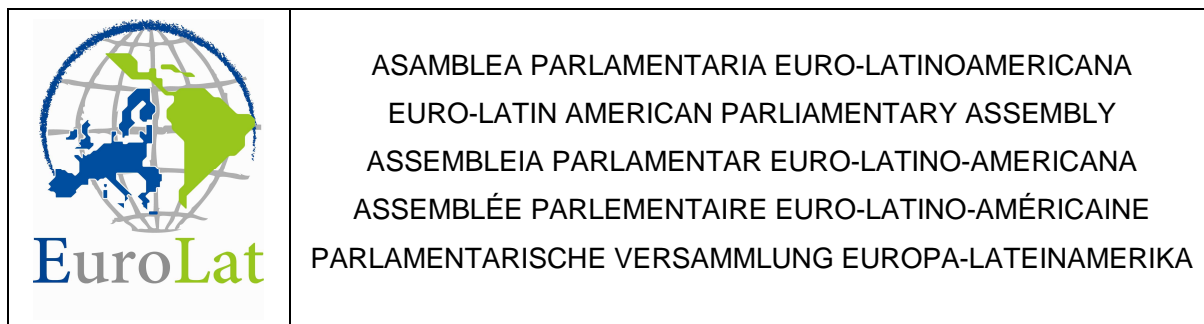 EuroLat
ASAMBLEA PARLAMENTARIA EURO-LATINOAMERICANA
EURO-LATIN AMERICAN PARLIAMENTARY ASSEMBLY
ASSEMBLEIA PARLAMENTAR EURO-LATINO-AMERICANA
ASSEMBLÉE PARLEMENTAIRE EURO-LATINO-AMÉRICAINE
PARLAMENTARISCHE VERSAMMLUNG EUROPA-LATEINAMERIKA